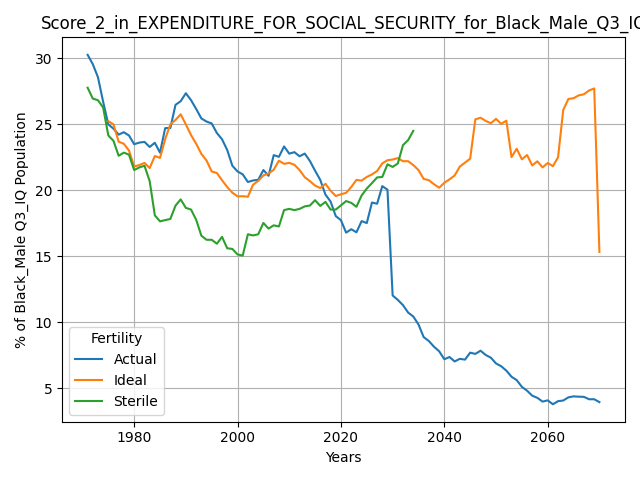 Score_2_in_EXPENDITURE_FOR_SOCIAL_SECURITY_for_Black_Male_Q3_IQ
% of Black_Male Q3_IQ Population
30
25
20
15
10
5
Fertility
Actual
Ideal
Sterile
1980 2000 2020 2040 2060
Years